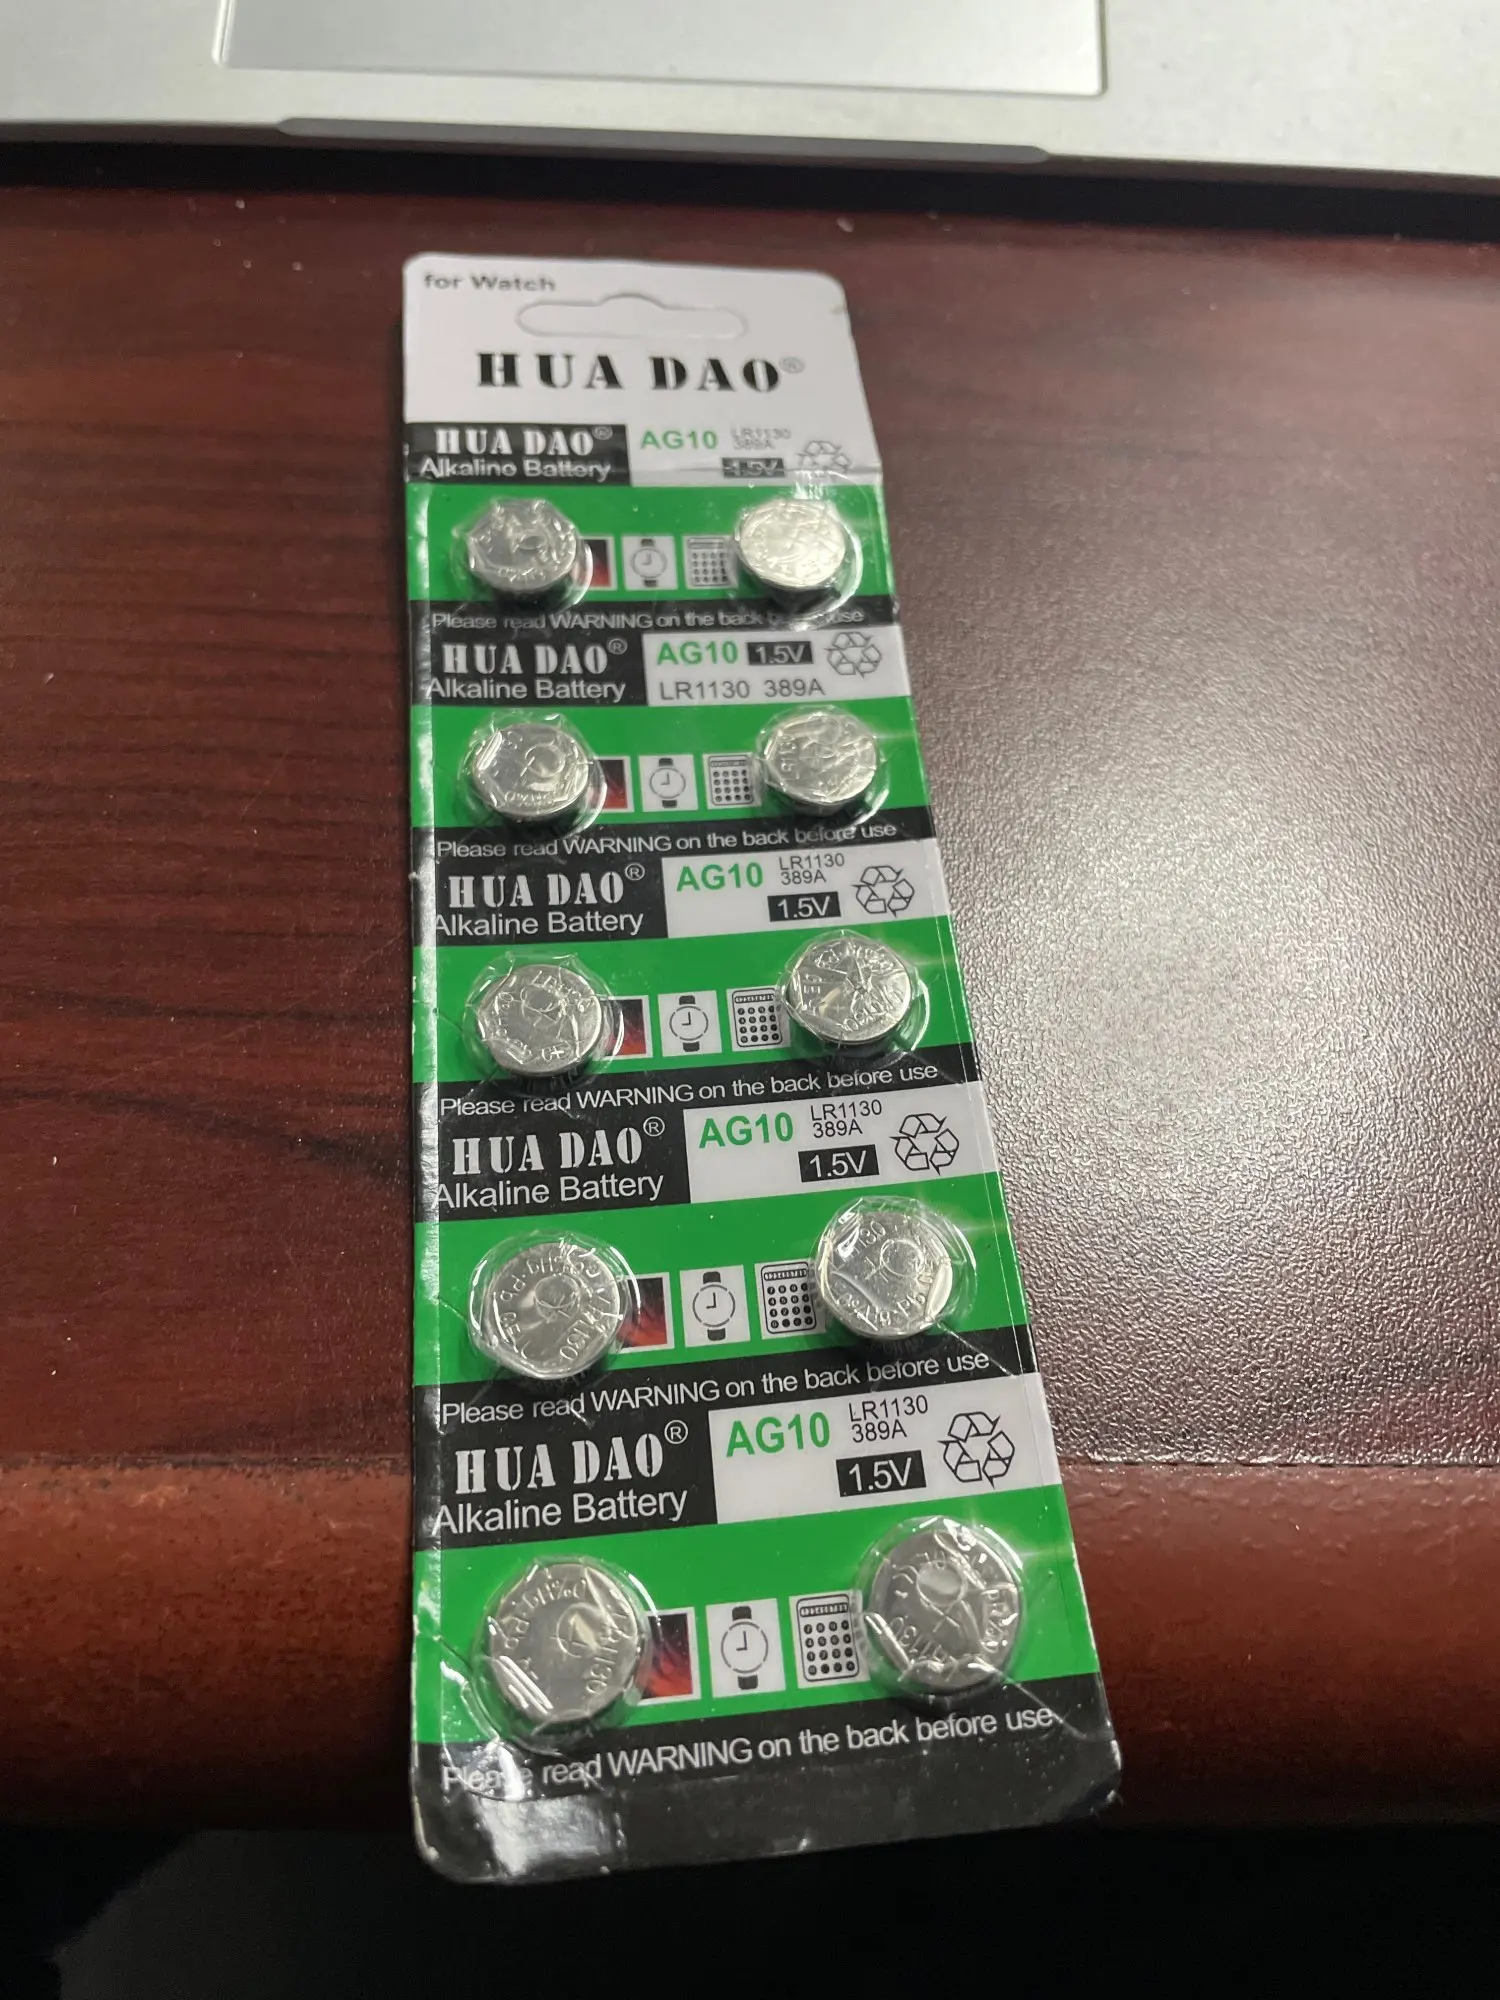 for Watch
HUA DAO®
HUA DAO® AG10 LR1130
389A
Alkaline Battery 1.5V
Please read WARNING on the back before use
HUA DAO® AG10 1.5V
Alkaline Battery LR1130 389A
Please read WARNING on the back before use
HUA DAO® AG10 LR1130
389A
Alkaline Battery 1.5V
Please read WARNING on the back before use
HUA DAO® AG10 LR1130
389A
Alkaline Battery 1.5V
Please read WARNING on the back before use
HUA DAO® AG10 LR1130
389A
Alkaline Battery 1.5V
Please read WARNING on the back before use